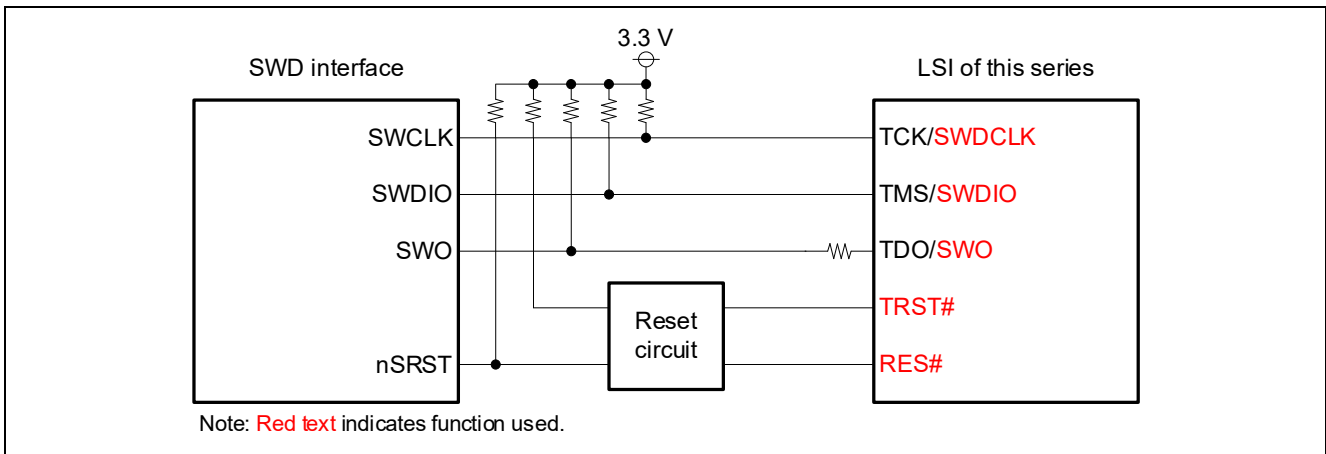 3.3 V
SWD interface
LSI of this series
SWCLK
TCK/SWDCLK
SWDIO
TMS/SWDIO
SWO
TDO/SWO
Reset
circuit
TRST#
nSRST
RES#
Note: Red text indicates function used.